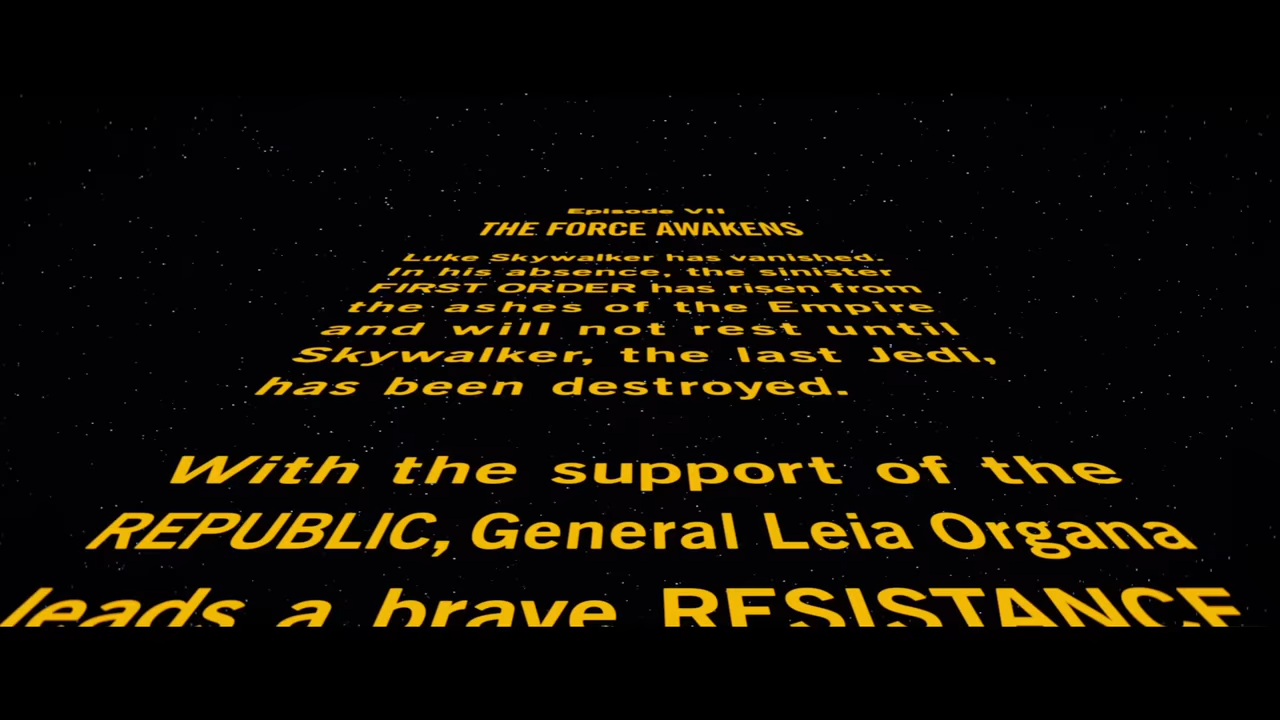 Episode VII
THE FORCE AWAKENS
Luke Skywalker has vanished.
In his absence, the sinister
FIRST ORDER has risen from
the ashes of the Empire
and will not rest until
Skywalker, the last Jedi,
has been destroyed.
With the support of the
REPUBLIC, General Leia Organa
leads a brave RESISTANCE